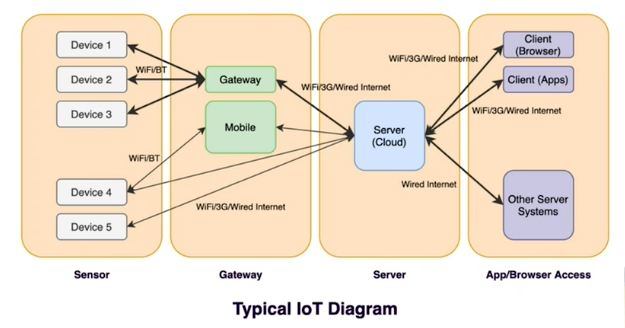 Device 1
Device 2
Device 3
Device 4
Device 5
WiFi/BT
WiFi/BT
Gateway
Mobile
WiFi/3G/Wired Internet
WiFi/3G/Wired Internet
Server
(Cloud)
WiFi/3G/Wired Internet
WiFi/3G/Wired Internet
Wired Internet
Client
(Browser)
Client (Apps)
Other Server
Systems
Sensor
Gateway
Server
App/Browser Access
Typical IoT Diagram